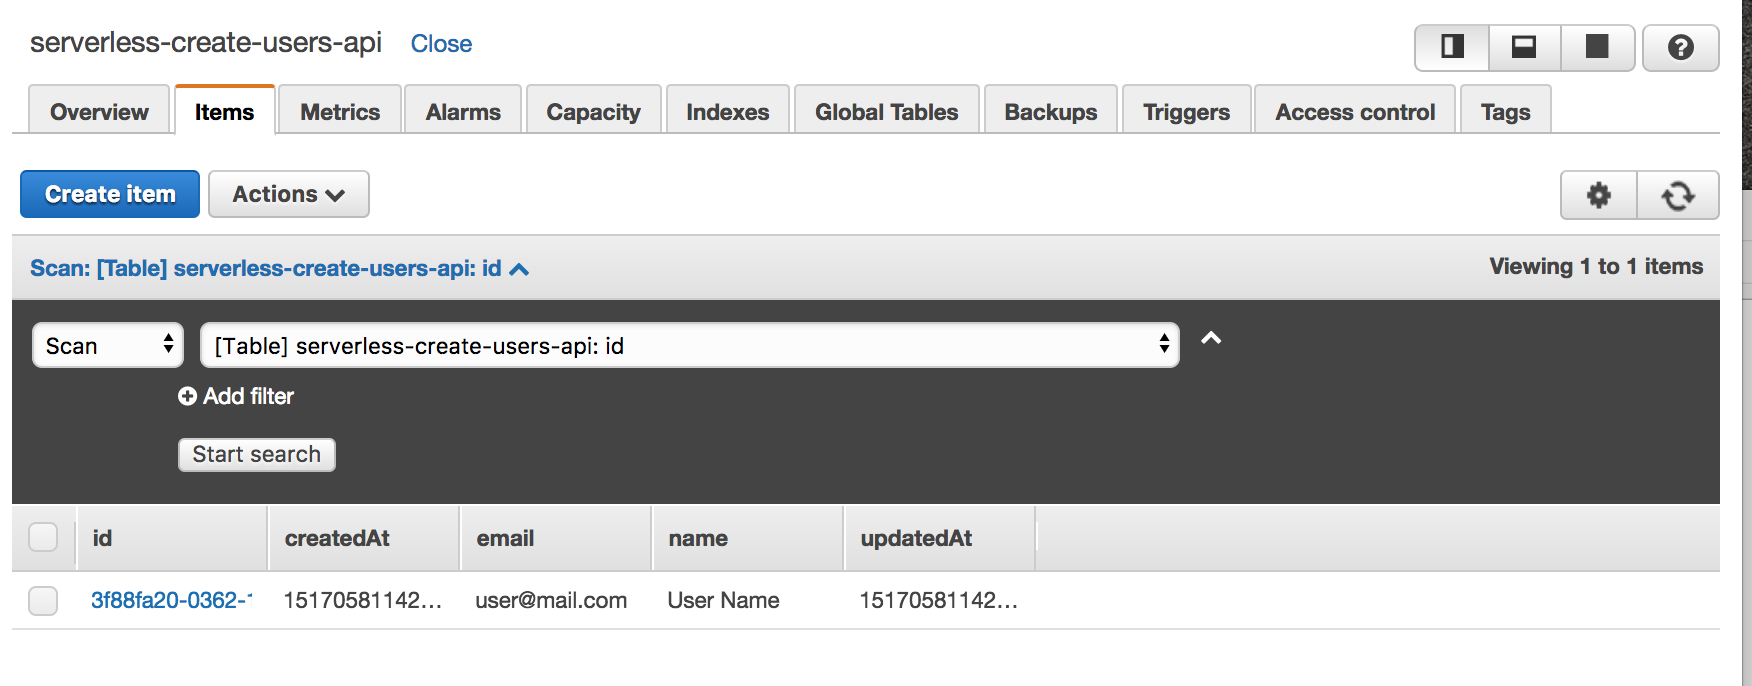 serverless-create-users-api Close
Overview Items Metrics Alarms Capacity Indexes Global Tables Backups Triggers Access control Tags
Create item Actions
Scan: [Table] serverless-create-users-api: id Viewing 1 to 1 items
Scan [Table] serverless-create-users-api: id
Add filter
Start search
id createdAt email name updatedAt
3f88fa20-0362- 15170581142... user@mail.com User Name 15170581142...